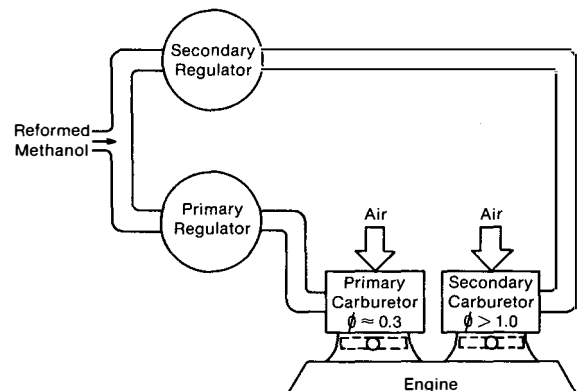 Secondary
Regulator
Reformed
Methanol
Primary
Regulator
Air
Air
Primary
Carburetor
ϕ ≈ 0.3
Secondary
Carburetor
ϕ > 1.0
Engine